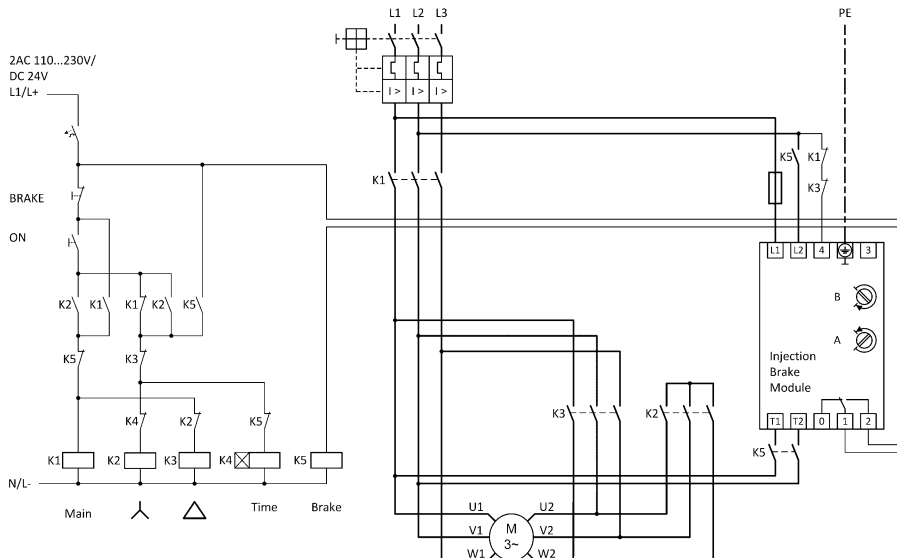 L1 L2 L3 PE
2AC 110...230V/
DC 24V
L1/L+
I > I > I >
K5 K1
K1
K3
BRAKE
ON
L1 L2 4 3
K2 K1 K1 K2 K5
B
A
K5 K3
Injection
Brake
Module
K3 K2
K4 K2 K5
T1 T2 0 1 2
K5
K1 K2 K3 K4 K5
N/L-
Main Time Brake
U1 U2
M
V1 V2
3~
W1 W2